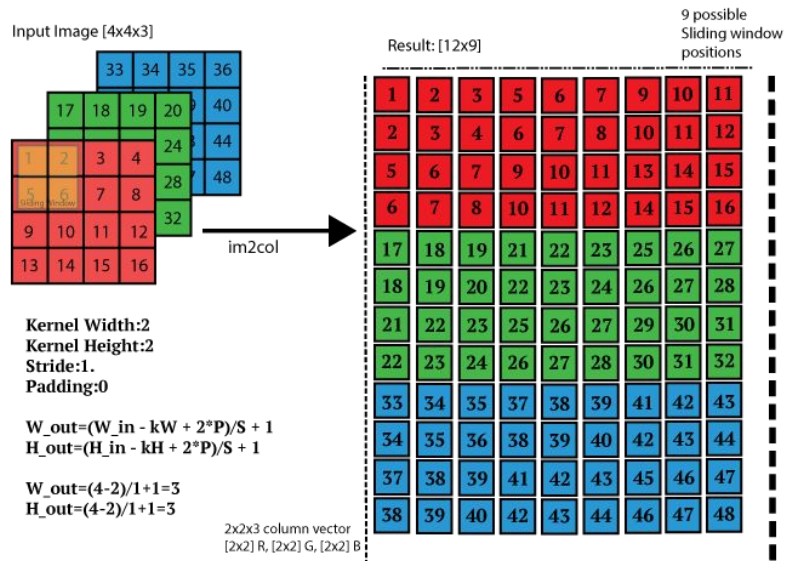 Input Image [4x4x3]
33 34 35 36
40
44
48
17 18 19 20
24
28
32
1 2 3 4
5 6 7 8
Sliding Window
9 10 11 12
13 14 15 16
im2col
Kernel Width:2
Kernel Height:2
Stride:1.
Padding:0
W_out=(W_in - kW + 2*P)/S + 1
H_out=(H_in - kH + 2*P)/S + 1
W_out=(4-2)/1+1=3
H_out=(4-2)/1+1=3
Result: [12x9]
9 possible
Sliding window
positions
1 2 3 5 6 7 9 10 11
2 3 4 6 7 8 10 11 12
5 6 7 9 10 11 13 14 15
6 7 8 10 11 12 14 15 16
17 18 19 21 22 23 25 26 27
18 19 20 22 23 24 26 27 28
21 22 23 25 26 27 29 30 31
22 23 24 26 27 28 30 31 32
33 34 35 37 38 39 41 42 43
34 35 36 38 39 40 42 43 44
37 38 39 41 42 43 45 46 47
38 39 40 42 43 44 46 47 48
2x2x3 column vector
[2x2] R, [2x2] G, [2x2] B